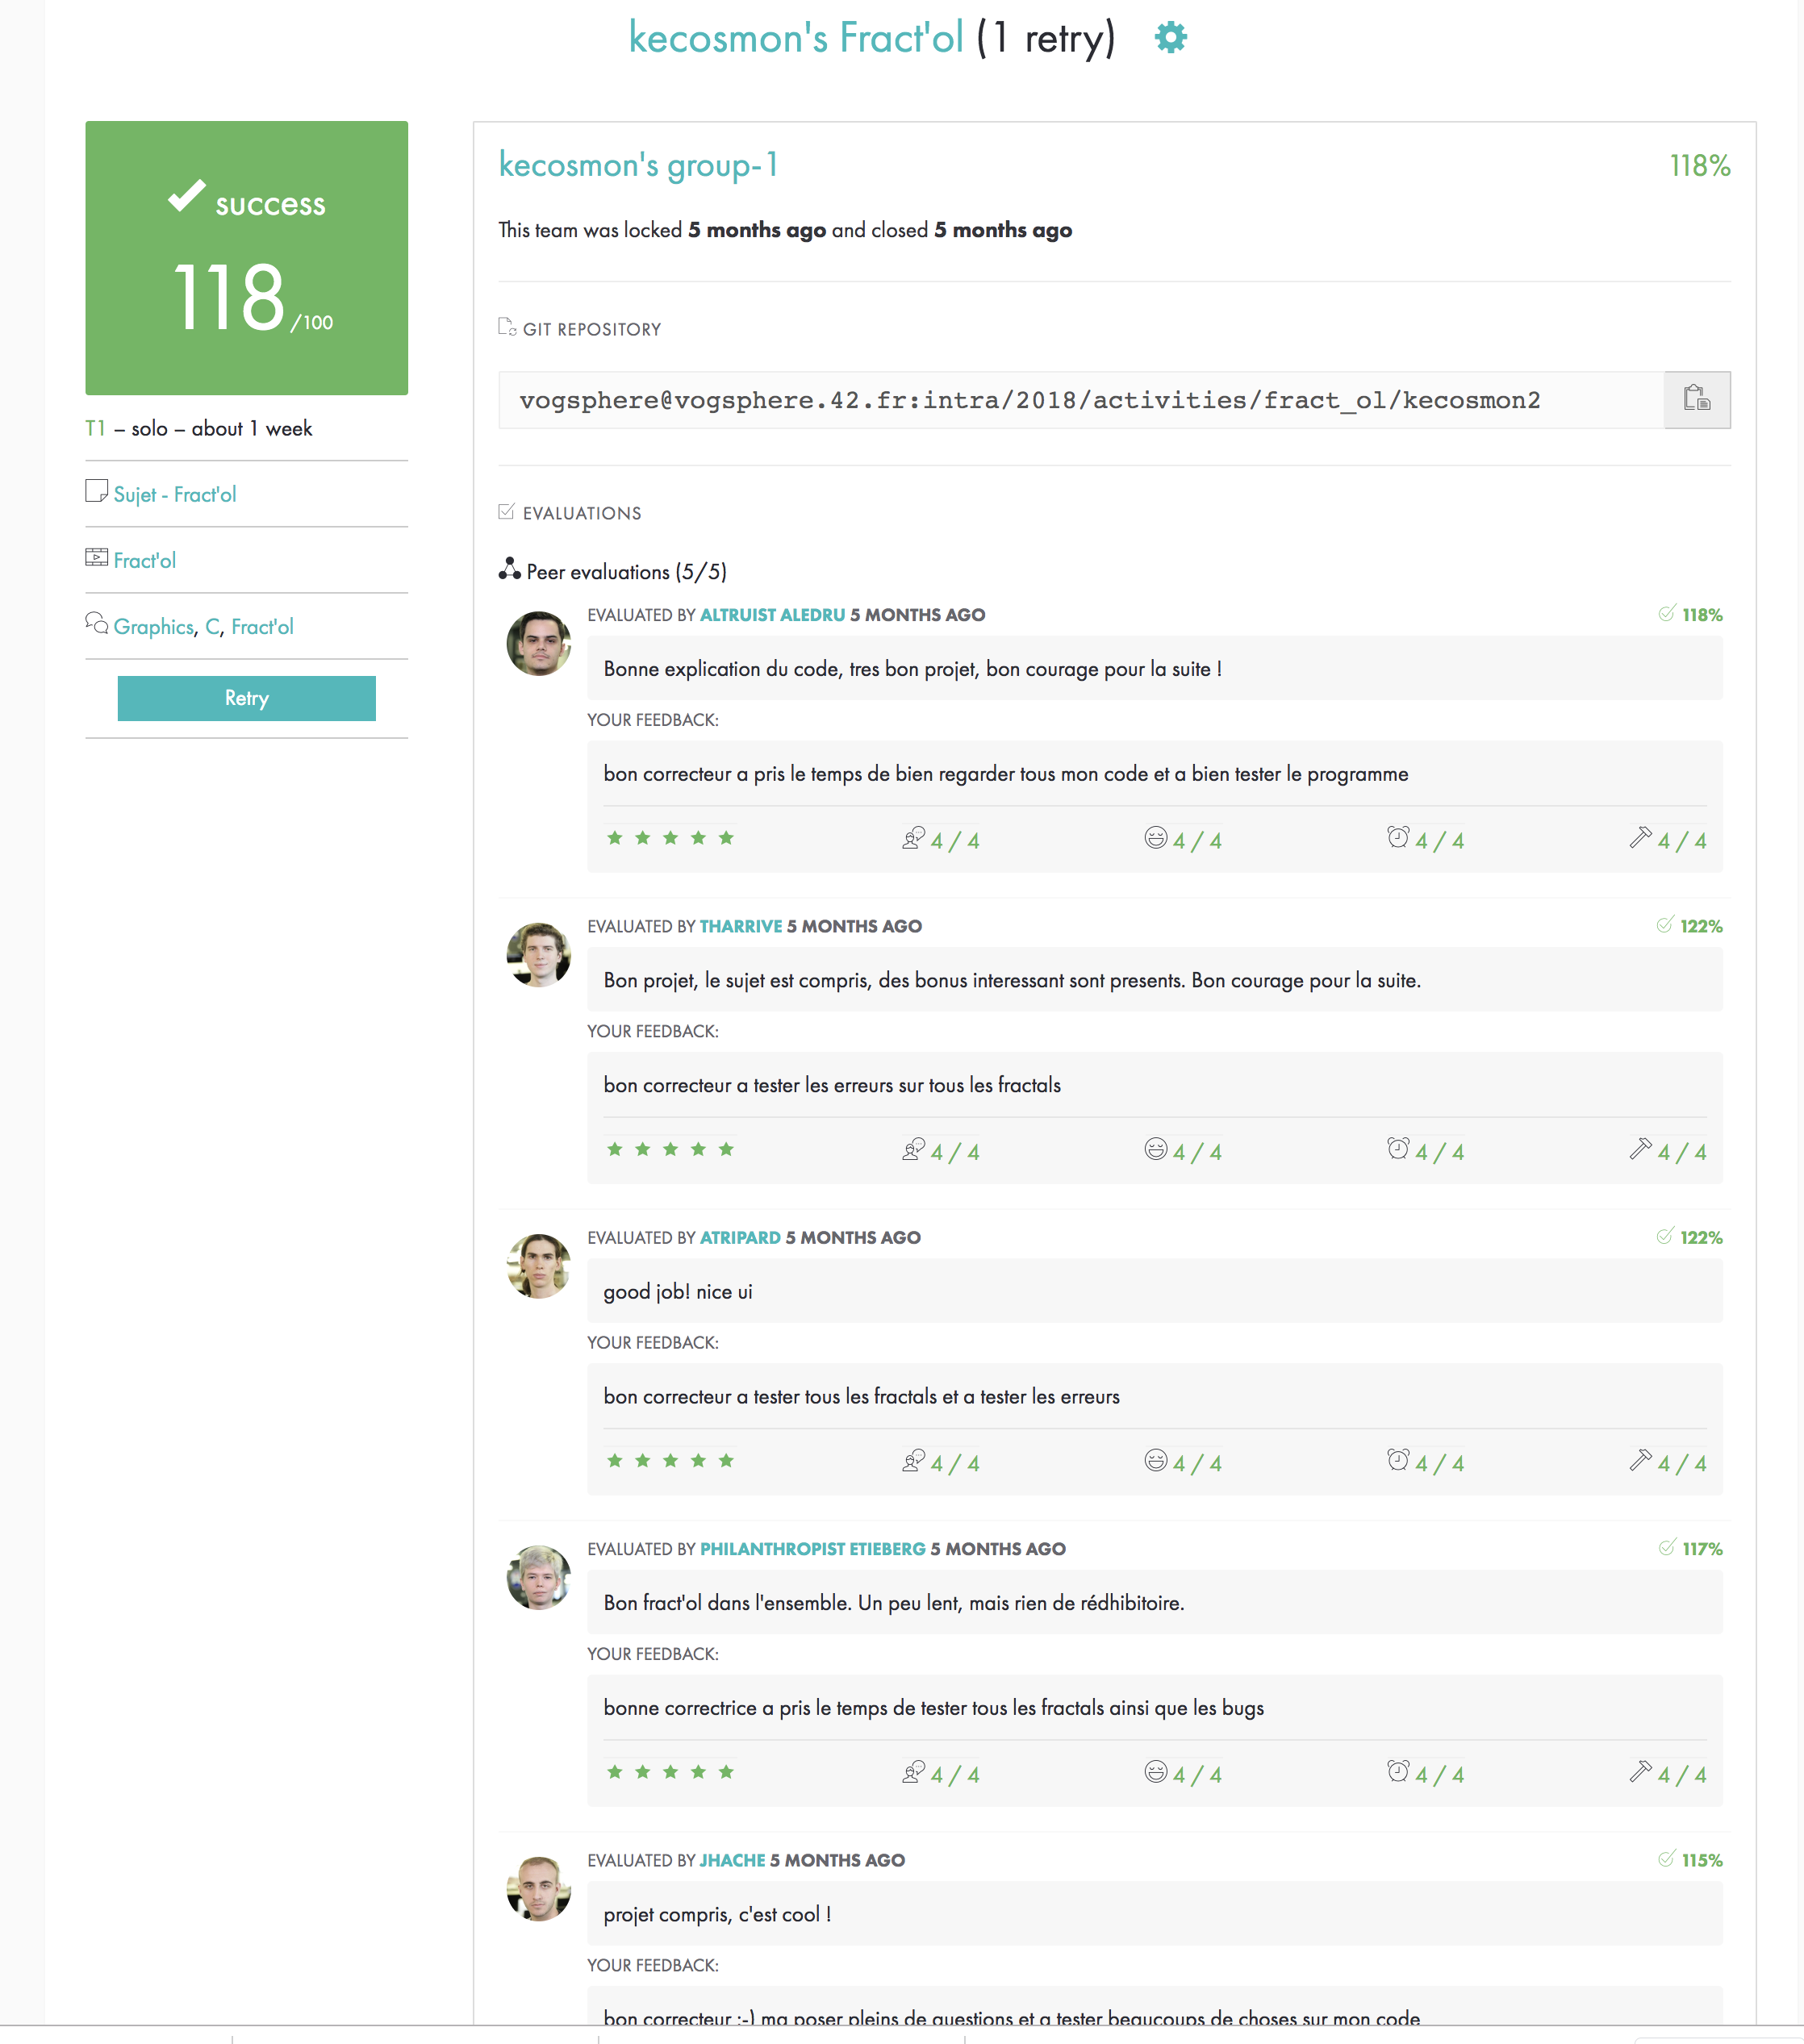 kecosmon's Fract'ol (1 retry)
success
118/100
T1 – solo – about 1 week
Sujet - Fract'ol
Fract'ol
Graphics, C, Fract'ol
Retry
kecosmon's group-1 118%
This team was locked 5 months ago and closed 5 months ago
GIT REPOSITORY
vogsphere@vogsphere.42.fr:intra/2018/activities/fract_ol/kecosmon2
EVALUATIONS
Peer evaluations (5/5)
EVALUATED BY ALTRUIST ALEDRU 5 MONTHS AGO 118%
Bonne explication du code, tres bon projet, bon courage pour la suite !
YOUR FEEDBACK:
bon correcteur a pris le temps de bien regarder tous mon code et a bien tester le programme
4 / 4 4 / 4 4 / 4 4 / 4
EVALUATED BY THARRIVE 5 MONTHS AGO 122%
Bon projet, le sujet est compris, des bonus interessant sont presents. Bon courage pour la suite.
YOUR FEEDBACK:
bon correcteur a tester les erreurs sur tous les fractals
4 / 4 4 / 4 4 / 4 4 / 4
EVALUATED BY ATRIPARD 5 MONTHS AGO 122%
good job! nice ui
YOUR FEEDBACK:
bon correcteur a tester tous les fractals et a tester les erreurs
4 / 4 4 / 4 4 / 4 4 / 4
EVALUATED BY PHILANTHROPIST ETIEBERG 5 MONTHS AGO 117%
Bon fract'ol dans l'ensemble. Un peu lent, mais rien de rédhibitoire.
YOUR FEEDBACK:
bonne correctrice a pris le temps de tester tous les fractals ainsi que les bugs
4 / 4 4 / 4 4 / 4 4 / 4
EVALUATED BY JHACHE 5 MONTHS AGO 115%
projet compris, c'est cool !
YOUR FEEDBACK:
bon correcteur :-) ma poser pleins de questions et a tester beaucoups de choses sur mon code